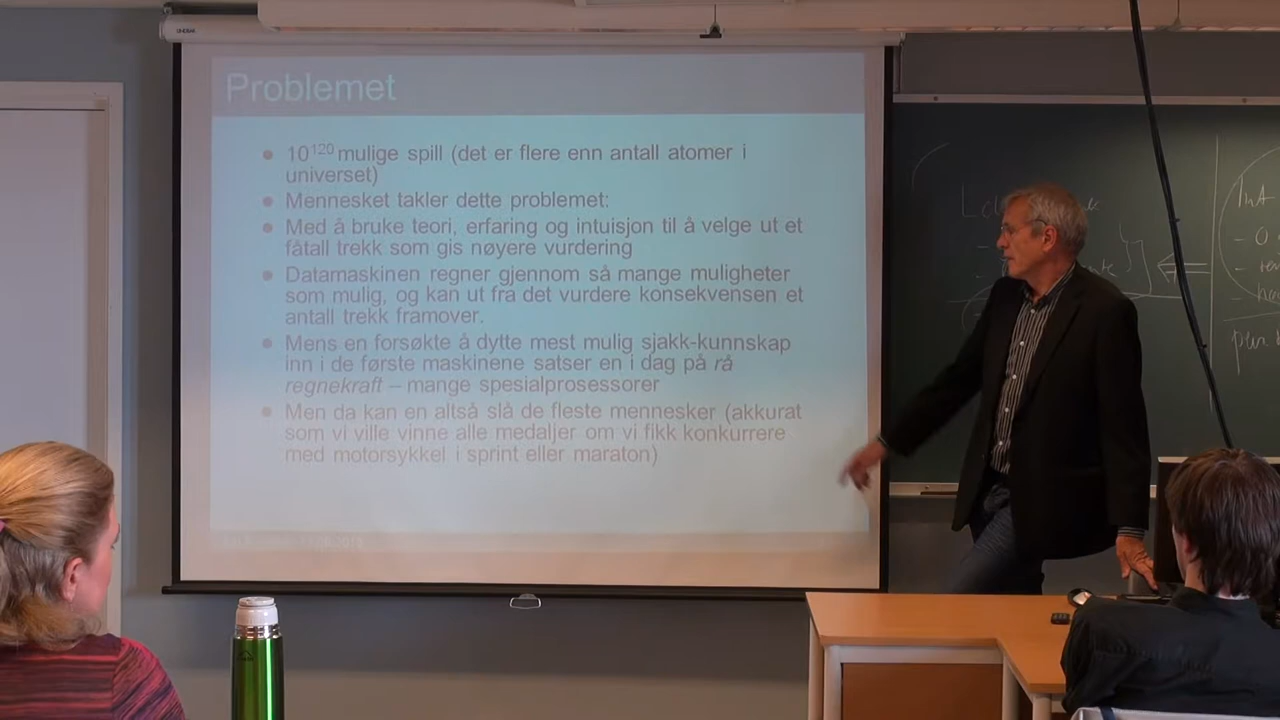 Problemet
10¹²⁰ mulige spill (det er flere enn antall atomer i
universet)
Mennesket takler dette problemet:
Med å bruke teori, erfaring og intuisjon til å velge ut et
fåtall trekk som gis nøyere vurdering
Datamaskinen regner gjennom så mange muligheter
som mulig, og kan ut fra det vurdere konsekvensen et
antall trekk framover.
Mens en forsøkte å dytte mest mulig sjakk-kunnskap
inn i de første maskinene satser en i dag på rå
regnekraft – mange spesialprosessorer
Men da kan en altså slå de fleste mennesker (akkurat
som vi ville vinne alle medaljer om vi fikk konkurrere
med motorsykkel i sprint eller maraton)